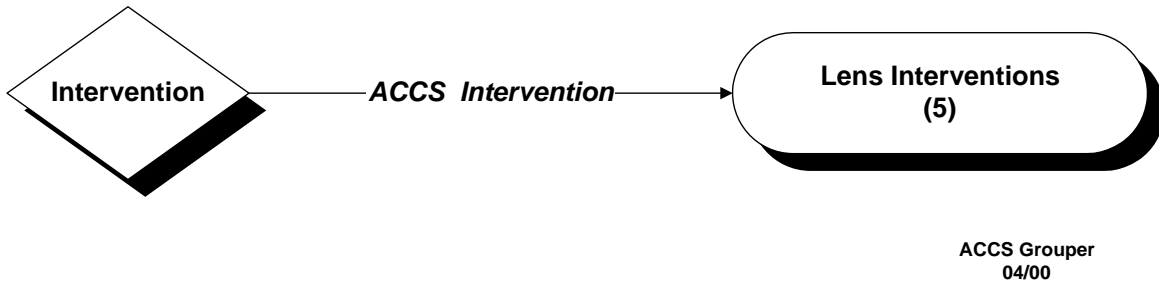 Intervention
ACCS Intervention
Lens Interventions
(5)
ACCS Grouper
04/00